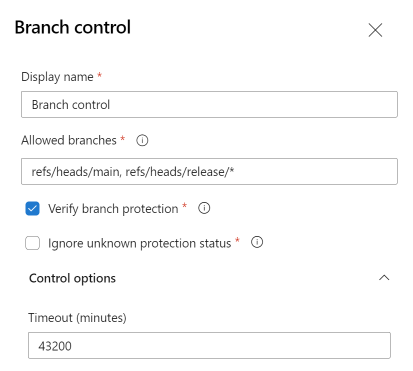 Branch control
Display name *
Branch control
Allowed branches *
refs/heads/main, refs/heads/release/*
Verify branch protection *
Ignore unknown protection status *
Control options
Timeout (minutes)
43200